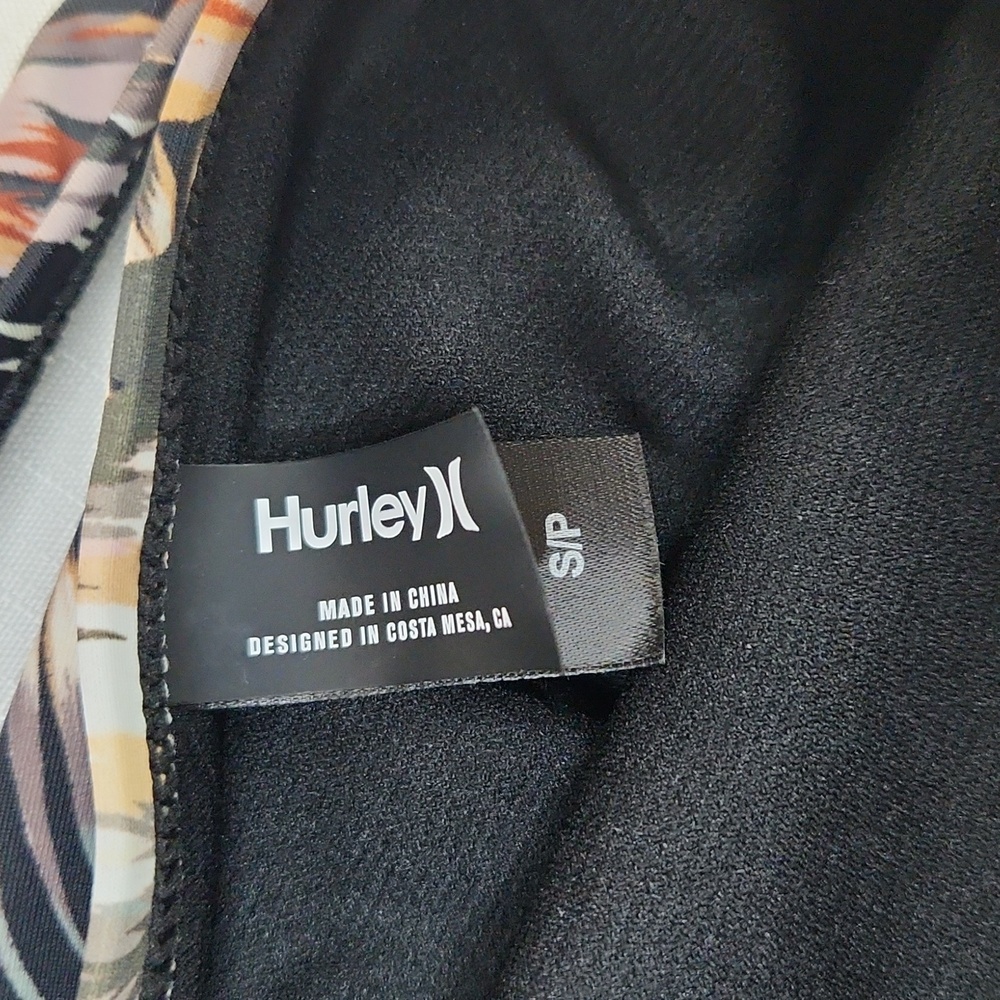 Hurley
MADE IN CHINA
DESIGNED IN COSTA MESA, CA
S/P